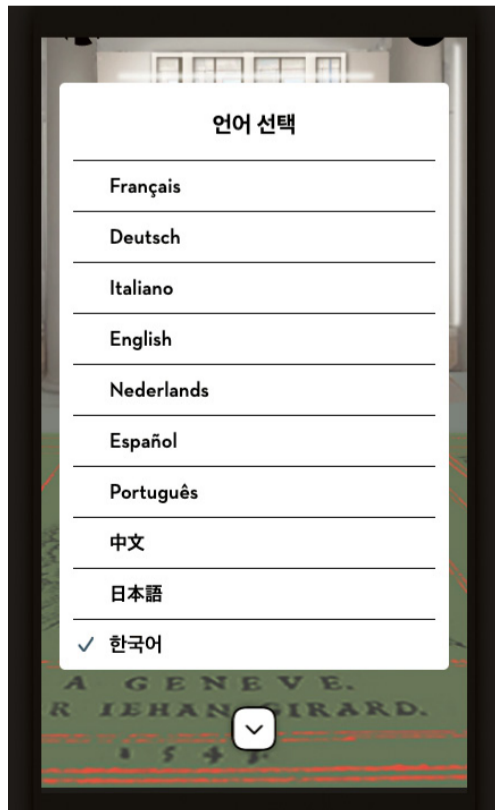 언어 선택
Français
Deutsch
Italiano
English
Nederlands
Español
Português
中文
日本語
한국어
A GENEVE.
R IEHAN GIRARD.
154